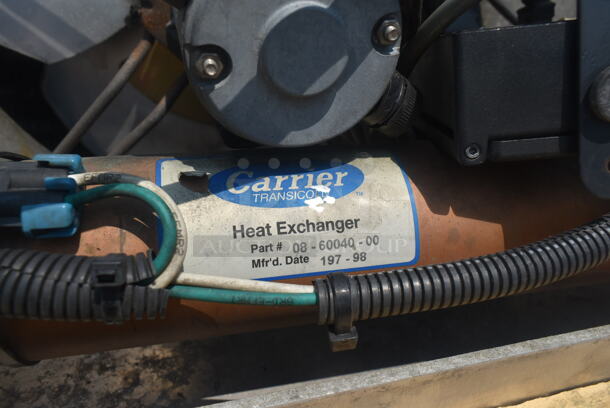 Carrier
TRANSICOLD
Heat Exchanger
Part # 08-60040-00
Mfr'd. Date 197-98